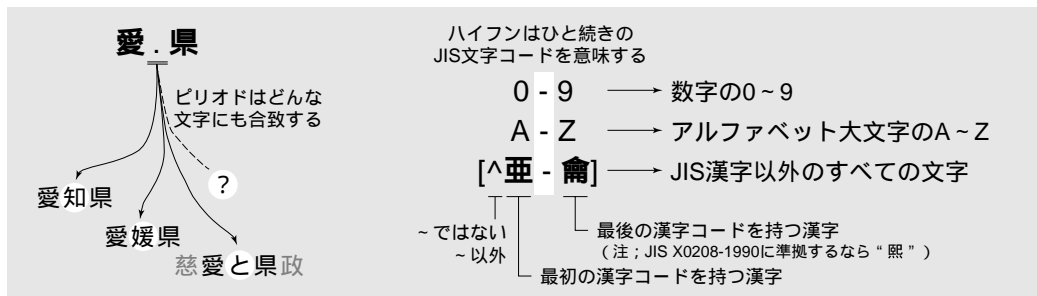 愛.県
ピリオドはどんな
文字にも合致する
?
愛知県
愛媛県
慈愛と県政
ハイフンはひと続きの
JIS文字コードを意味する
0 - 9 → 数字の0~9
A - Z → アルファベット大文字のA~Z
[^亜 - 龠] → JIS漢字以外のすべての文字
~ではない
~以外
最後の漢字コードを持つ漢字
(注;JIS X0208-1990に準拠するなら“熙”)
最初の漢字コードを持つ漢字